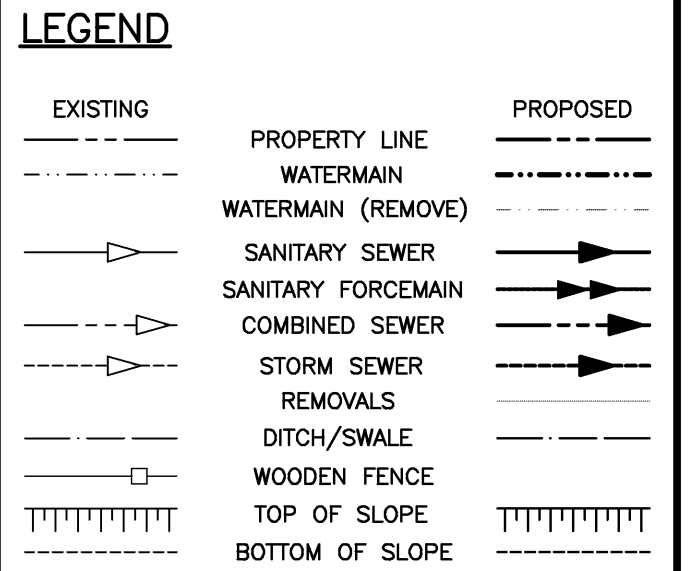 LEGEND
EXISTING PROPOSED
PROPERTY LINE
WATERMAIN
WATERMAIN (REMOVE)
SANITARY SEWER
SANITARY FORCEMAIN
COMBINED SEWER
STORM SEWER
REMOVALS
DITCH/SWALE
WOODEN FENCE
TOP OF SLOPE
BOTTOM OF SLOPE